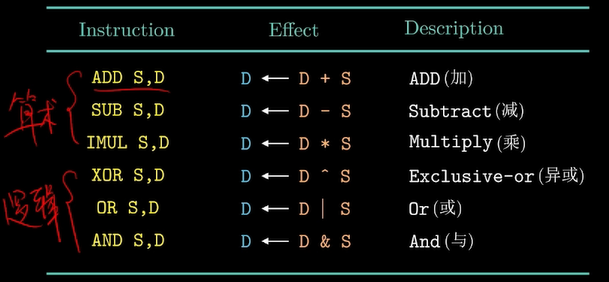 Instruction Effect Description
ADD S,D D ← D + S ADD(加)
算术
SUB S,D D ← D - S Subtract(减)
IMUL S,D D ← D * S Multiply(乘)
XOR S,D D ← D ^ S Exclusive-or(异或)
逻辑
OR S,D D ← D | S Or(或)
AND S,D D ← D & S And(与)